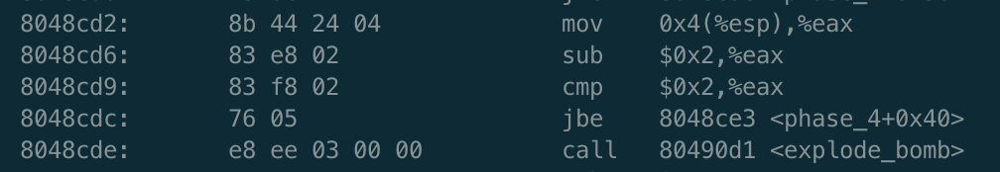 8048cd2: 8b 44 24 04 mov 0x4(%esp),%eax
8048cd6: 83 e8 02 sub $0x2,%eax
8048cd9: 83 f8 02 cmp $0x2,%eax
8048cdc: 76 05 jbe 8048ce3 <phase_4+0x40>
8048cde: e8 ee 03 00 00 call 80490d1 <explode_bomb>